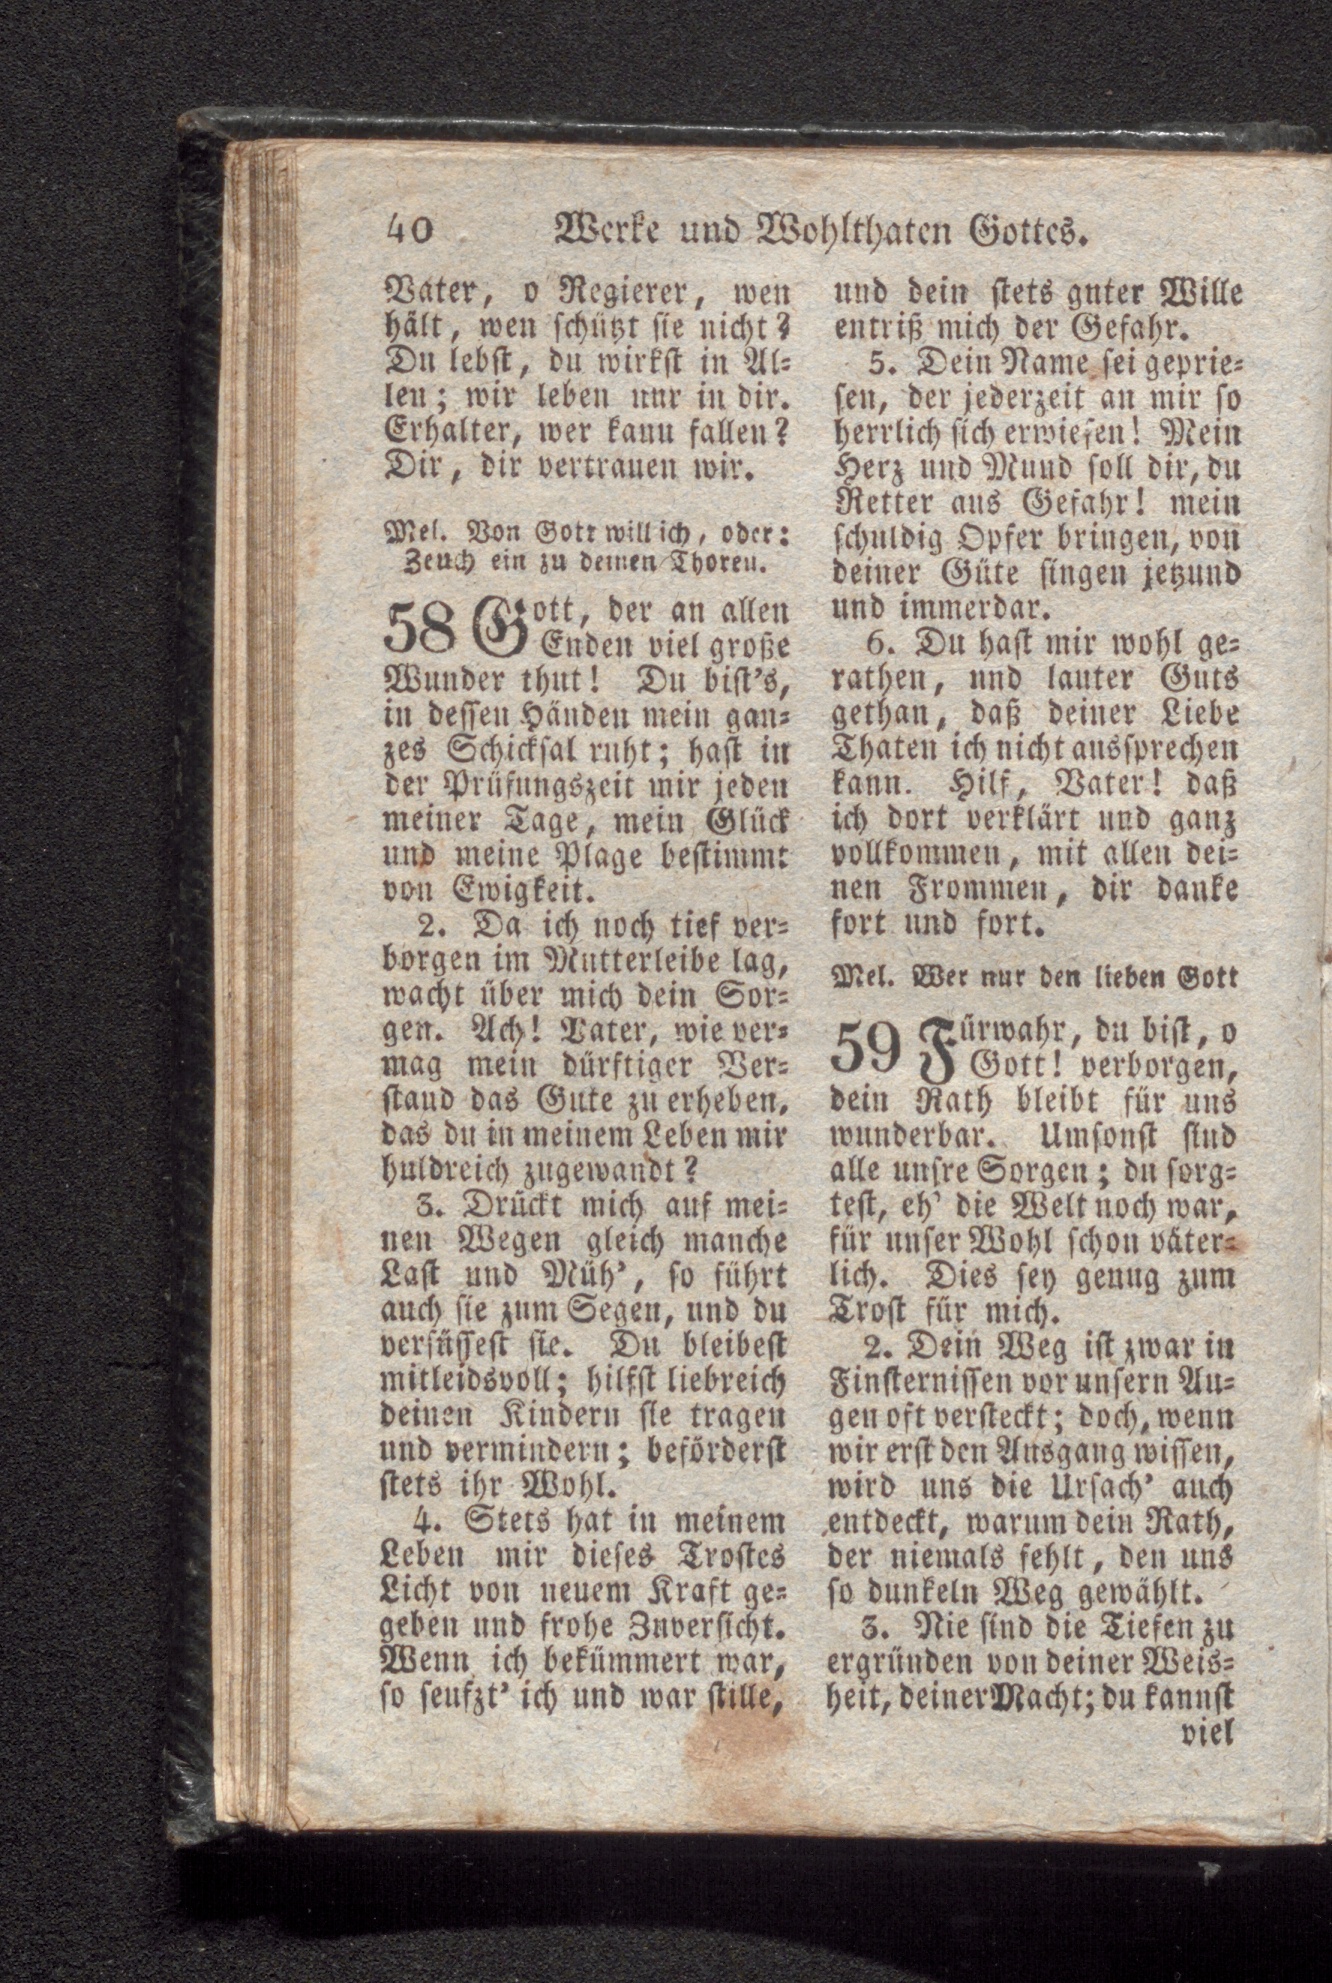 40 Werke und Wohlthaten Gottes.
Vater, o Regierer, wen
hält, wen schützt sie nicht?
Du lebst, du wirkst in Al-
len; wir leben nur in dir.
Erhalter, wer kann fallen?
Dir, dir vertrauen wir.
Mel. Von Gott will ich, oder:
Zeuch ein zu deinen Thoren.
58 Gott, der an allen
Enden viel große
Wunder thut! Du bist's,
in dessen Händen mein gan-
zes Schicksal ruht; hast in
der Prüfungszeit mir jeden
meiner Tage, mein Glück
und meine Plage bestimmt
von Ewigkeit.
2. Da ich noch tief ver-
borgen im Mutterleibe lag,
wacht über mich dein Sor-
gen. Ach! Vater, wie ver-
mag mein dürftiger Ver-
stand das Gute zu erheben,
das du in meinem Leben mir
huldreich zugewandt?
3. Drückt mich auf mei-
nen Wegen gleich manche
Last und Müh', so führt
auch sie zum Segen, und du
versüssest sie. Du bleibest
mitleidsvoll; hilfst liebreich
deinen Kindern sie tragen
und vermindern; beförderst
stets ihr Wohl.
4. Stets hat in meinem
Leben mir dieses Trostes
Licht von neuem Kraft ge-
geben und frohe Zuversicht.
Wenn ich bekümmert war,
so seufzt' ich und war stille,
und dein stets guter Wille
entriß mich der Gefahr.
5. Dein Name sei geprie-
sen, der jederzeit an mir so
herrlich sich erwiesen! Mein
Herz und Mund soll dir, du
Retter aus Gefahr! mein
schuldig Opfer bringen, von
deiner Güte singen jetzund
und immerdar.
6. Du hast mir wohl ge-
rathen, und lauter Guts
gethan, daß deiner Liebe
Thaten ich nicht aussprechen
kann. Hilf, Vater! daß
ich dort verklärt und ganz
vollkommen, mit allen dei-
nen Frommen, dir danke
fort und fort.
Mel. Wer nur den lieben Gott
59 Fürwahr, du bist, o
Gott! verborgen,
dein Rath bleibt für uns
wunderbar. Umsonst sind
alle unsre Sorgen; du sorg-
test, eh' die Welt noch war,
für unser Wohl schon väter-
lich. Dies sey genug zum
Trost für mich.
2. Dein Weg ist zwar in
Finsternissen vor unsern Au-
gen oft versteckt; doch, wenn
wir erst den Ausgang wissen,
wird uns die Ursach' auch
entdeckt, warum dein Rath,
der niemals fehlt, den uns
so dunkeln Weg gewählt.
3. Nie sind die Tiefen zu
ergründen von deiner Weis-
heit, deiner Macht; du kannst
viel